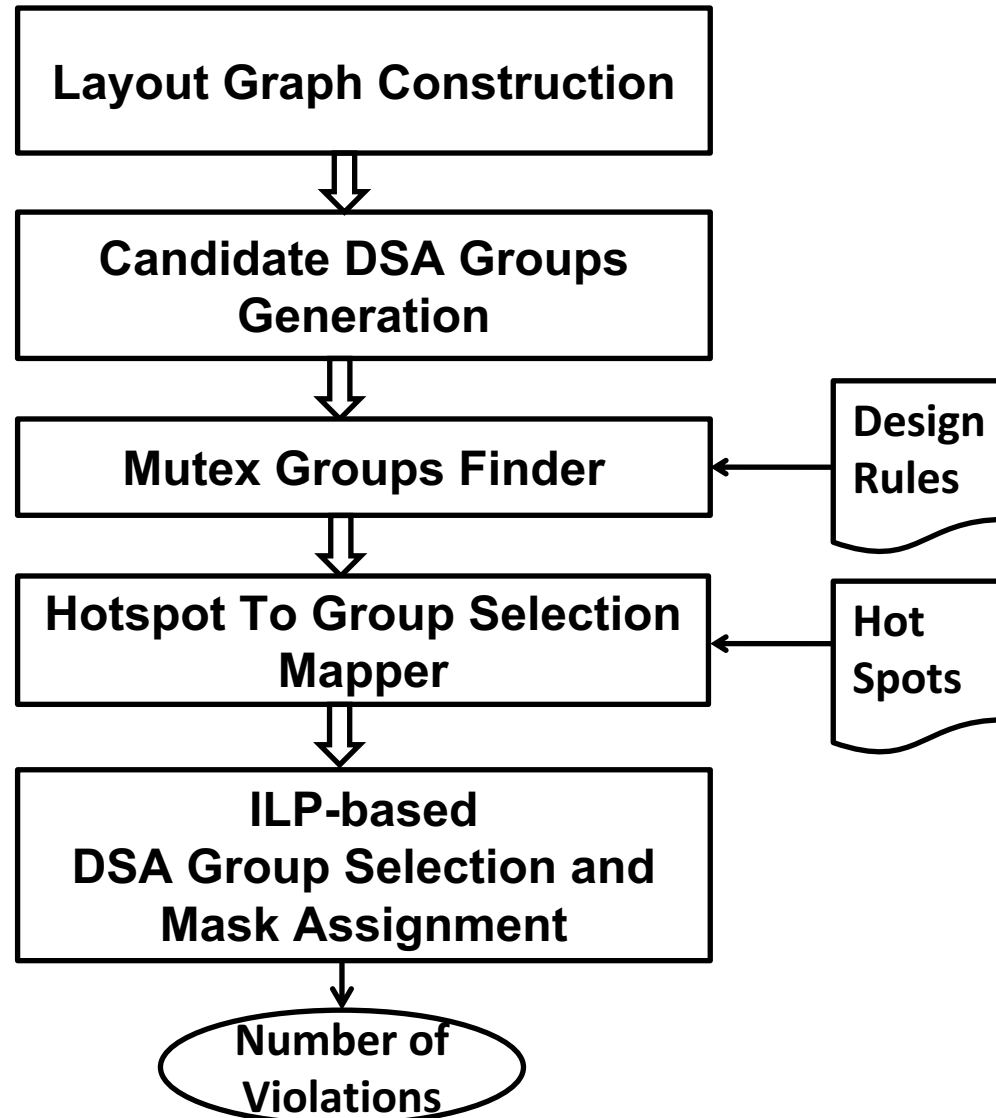 Layout Graph Construction
Candidate DSA Groups
Generation
Mutex Groups Finder
Design
Rules
Hotspot To Group Selection
Mapper
Hot
Spots
ILP-based
DSA Group Selection and
Mask Assignment
Number of
Violations